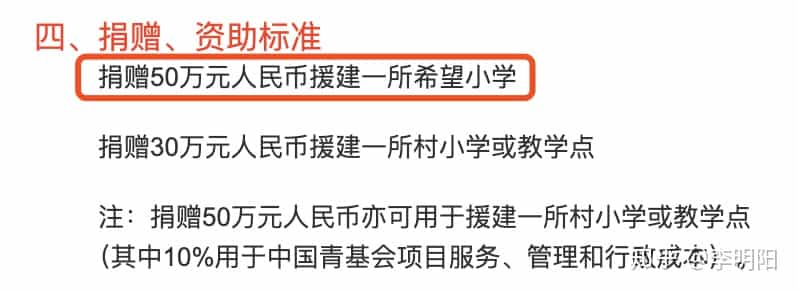 四、捐赠、资助标准
捐赠50万元人民币援建一所希望小学
捐赠30万元人民币援建一所村小学或教学点
注：捐赠50万元人民币亦可用于援建一所村小学或教学点
（其中10%用于中国青基会项目服务、管理和行政成本）。
知乎 @李明阳